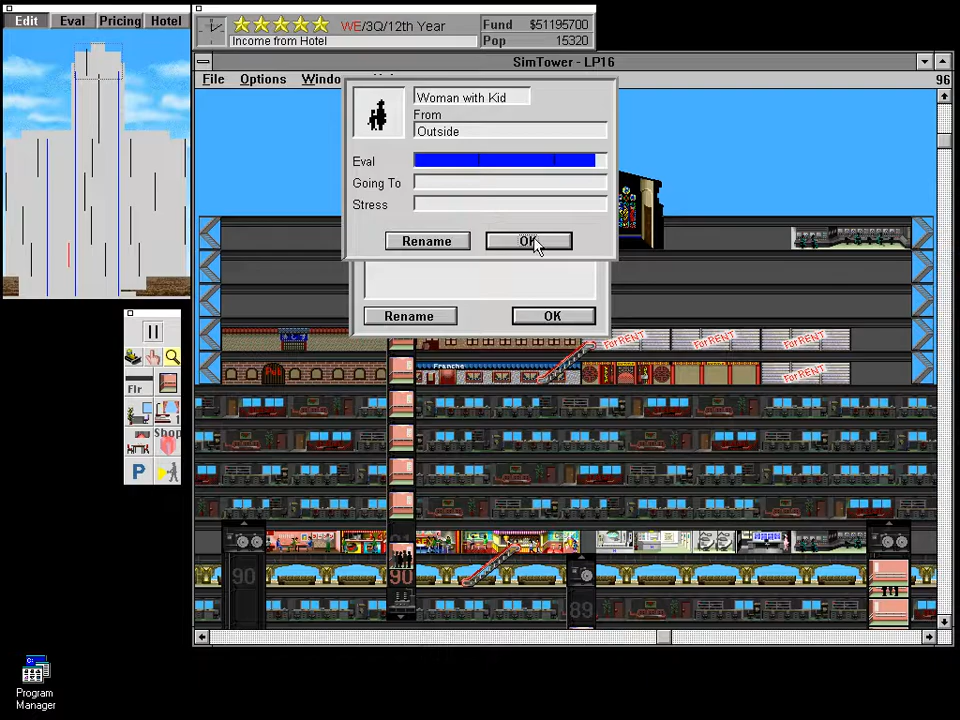 Edit Eval Pricing Hotel
WE/3Q/12th Year
Income from Hotel
Fund $51195700
Pop 15320
SimTower - LP16
File Options Windo
96
Woman with Kid
From
Outside
Eval
Going To
Stress
Rename OK
Rename OK
For RENT For RENT For RENT
Pub
Franche
For RENT
Flr
Shop
P
90
90
89
Program
Manager